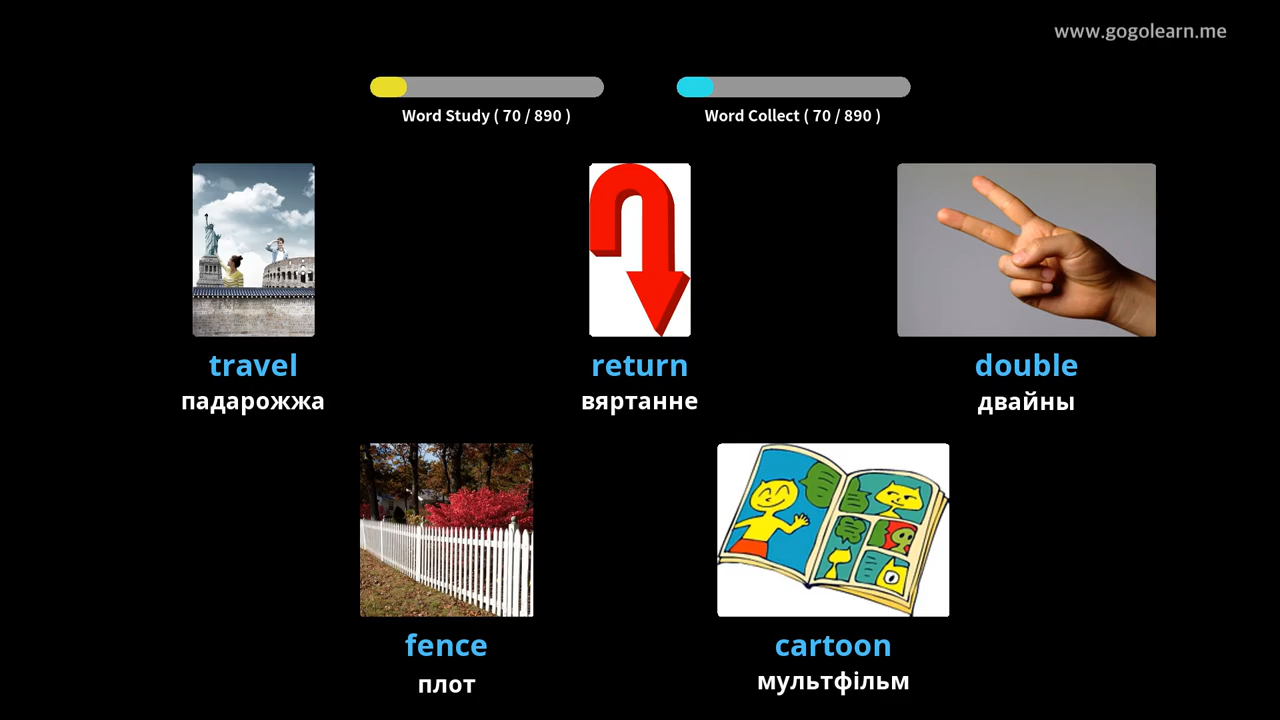 www.gogolearn.me
Word Study ( 70 / 890 )
Word Collect ( 70 / 890 )
travel
падарожжа
return
вяртанне
double
двайны
fence
плот
cartoon
мультфільм